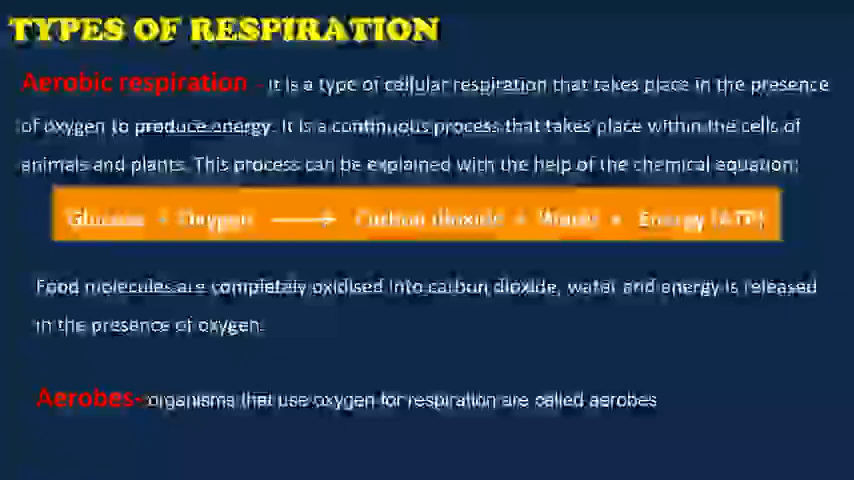 TYPES OF RESPIRATION
Aerobic respiration - It is a type of cellular respiration that takes place in the presence
of oxygen to produce energy. It is a continuous process that takes place within the cells of
animals and plants. This process can be explained with the help of the chemical equation:
Glucose + Oxygen ⟶ Carbon dioxide + Water + Energy (ATP)
Food molecules are completely oxidised into carbon dioxide, water and energy is released
in the presence of oxygen.
Aerobes- organisms that use oxygen for respiration are called aerobes